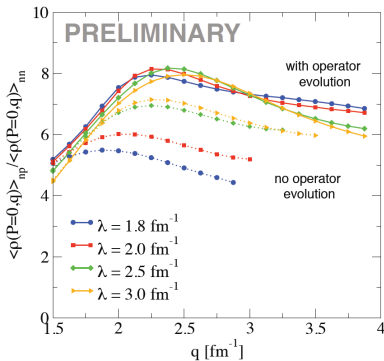 PRELIMINARY
with operator
evolution
no operator
evolution
<ρ(P=0,q)>np/<ρ(P=0,q)>nn
10
8
6
4
2
0
λ = 1.8 fm⁻¹
λ = 2.0 fm⁻¹
λ = 2.5 fm⁻¹
λ = 3.0 fm⁻¹
1.5 2 2.5 3 3.5 4
q [fm⁻¹]